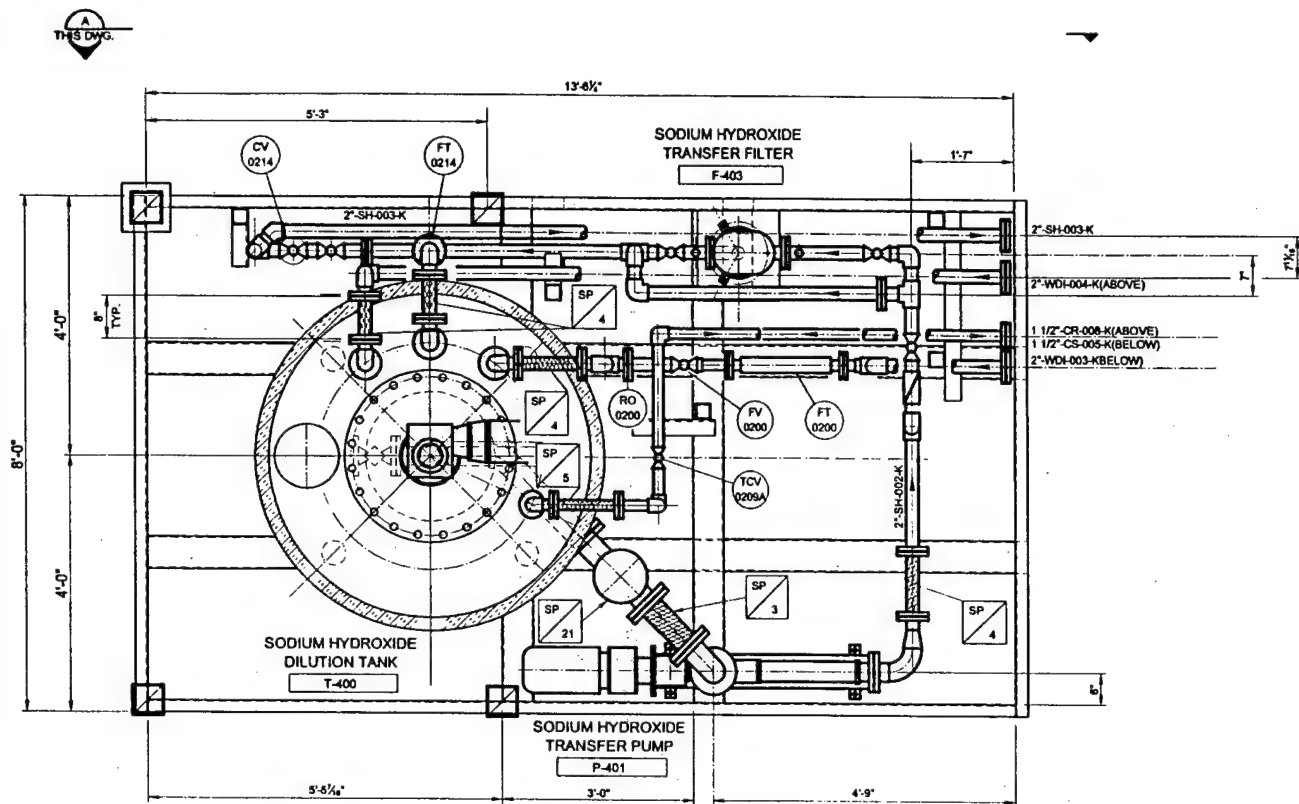 A
THIS DWG.
13'-6¼"
5'-3"
CV
0214
FT
0214
SODIUM HYDROXIDE
TRANSFER FILTER
F-403
1'-7"
2"-SH-003-K
2"-SH-003-K
7"
2"-WDI-004-K(ABOVE)
8"
TYP.
SP
4
4'-0"
1 1/2"-CR-006-K(ABOVE)
1 1/2"-CS-005-K(BELOW)
2"-WDI-003-KBELOW)
SP
4
RO
0200
FV
0200
FT
0200
8'-0"
SP
5
TCV
0209A
2"-SH-002-K
4'-0"
SP
3
SP
21
SP
4
SODIUM HYDROXIDE
DILUTION TANK
T-400
6"
SODIUM HYDROXIDE
TRANSFER PUMP
P-401
3'-0"
4'-9"